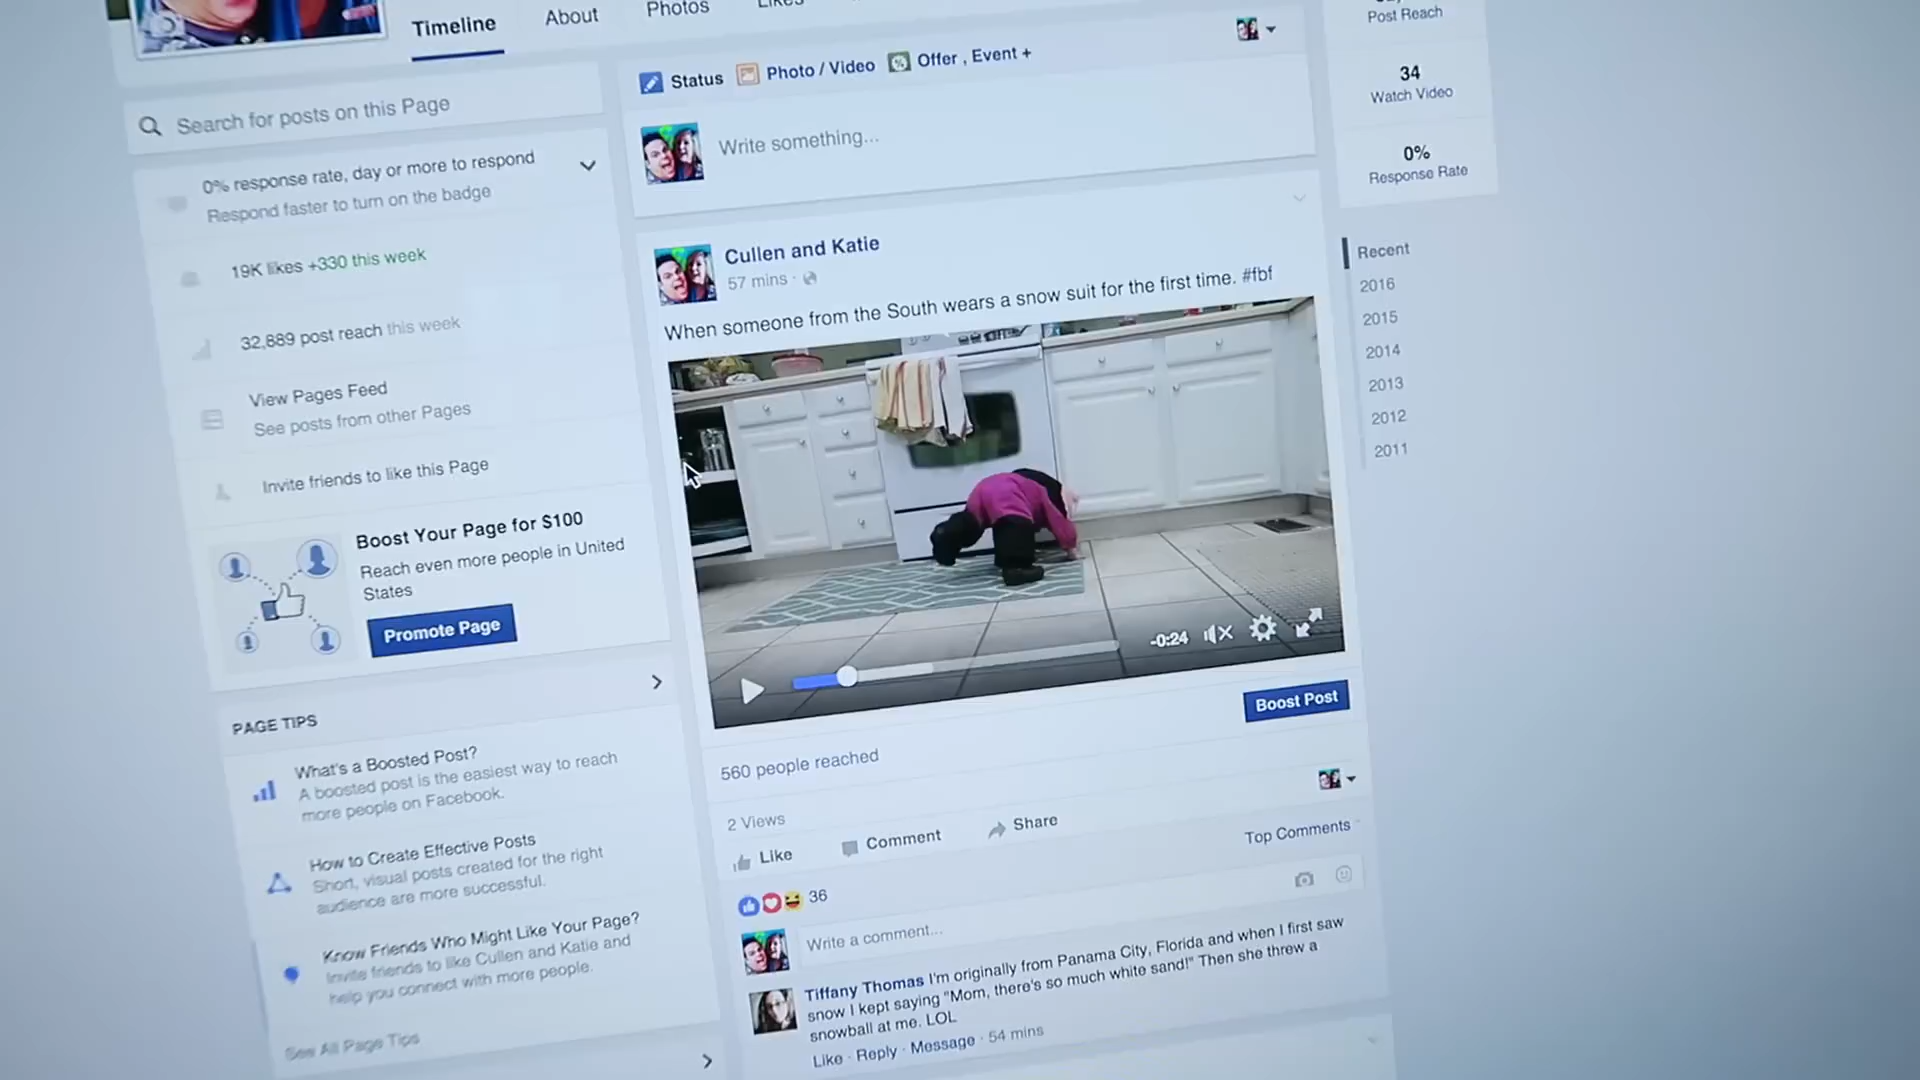 Timeline
About
Photos
Search for posts on this Page
0% response rate, day or more to respond
Respond faster to turn on the badge
19K likes +330 this week
32,889 post reach this week
View Pages Feed
See posts from other Pages
Invite friends to like this Page
Boost Your Page for $100
Reach even more people in United
States
Promote Page
PAGE TIPS
What's a Boosted Post?
A boosted post is the easiest way to reach
more people on Facebook.
How to Create Effective Posts
Short, visual posts created for the right
audience are more successful.
Know Friends Who Might Like Your Page?
Invite friends to like Cullen and Katie and
help you connect with more people.
See All Page Tips
Status
Photo / Video
Offer , Event +
Write something...
Cullen and Katie
57 mins ·
When someone from the South wears a snow suit for the first time. #fbf
-0:24
Boost Post
560 people reached
2 Views
Like
Comment
Share
Top Comments
36
Write a comment...
Tiffany Thomas I'm originally from Panama City, Florida and when I first saw
snow I kept saying "Mom, there's so much white sand!" Then she threw a
snowball at me. LOL
Like · Reply · Message · 54 mins
Post Reach
34
Watch Video
0%
Response Rate
Recent
2016
2015
2014
2013
2012
2011